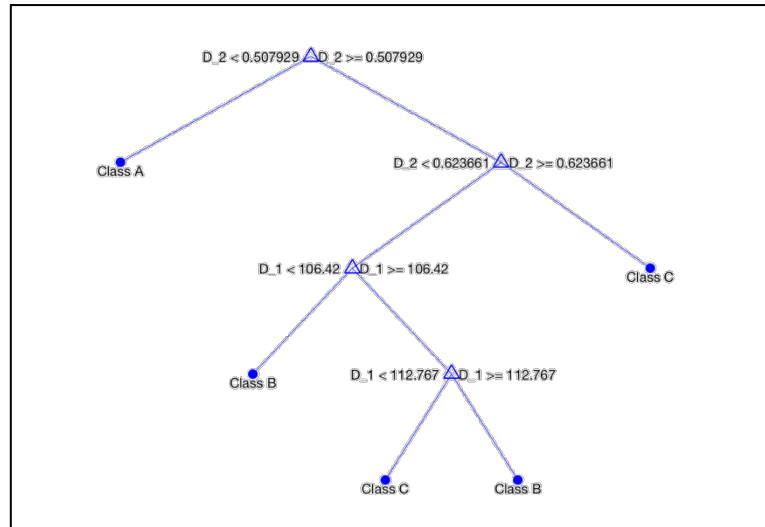 D_2 < 0.507929 D_2 >= 0.507929
Class A
D_2 < 0.623661 D_2 >= 0.623661
D_1 < 106.42 D_1 >= 106.42
Class C
Class B
D_1 < 112.767 D_1 >= 112.767
Class C
Class B